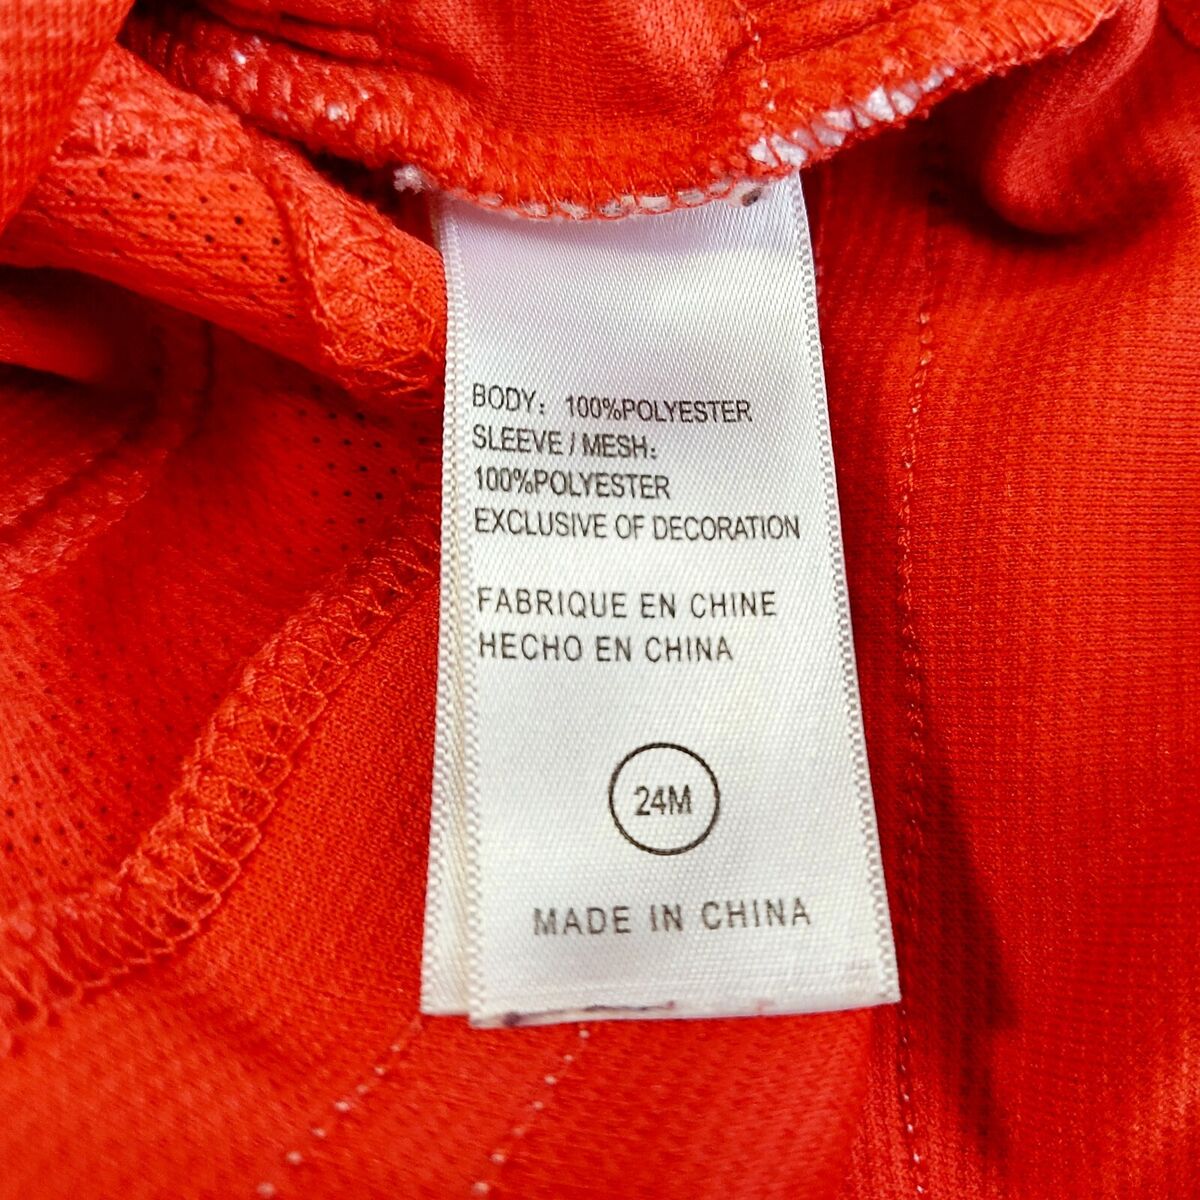 BODY: 100%POLYESTER
SLEEVE / MESH:
100%POLYESTER
EXCLUSIVE OF DECORATION
FABRIQUE EN CHINE
HECHO EN CHINA
24M
MADE IN CHINA